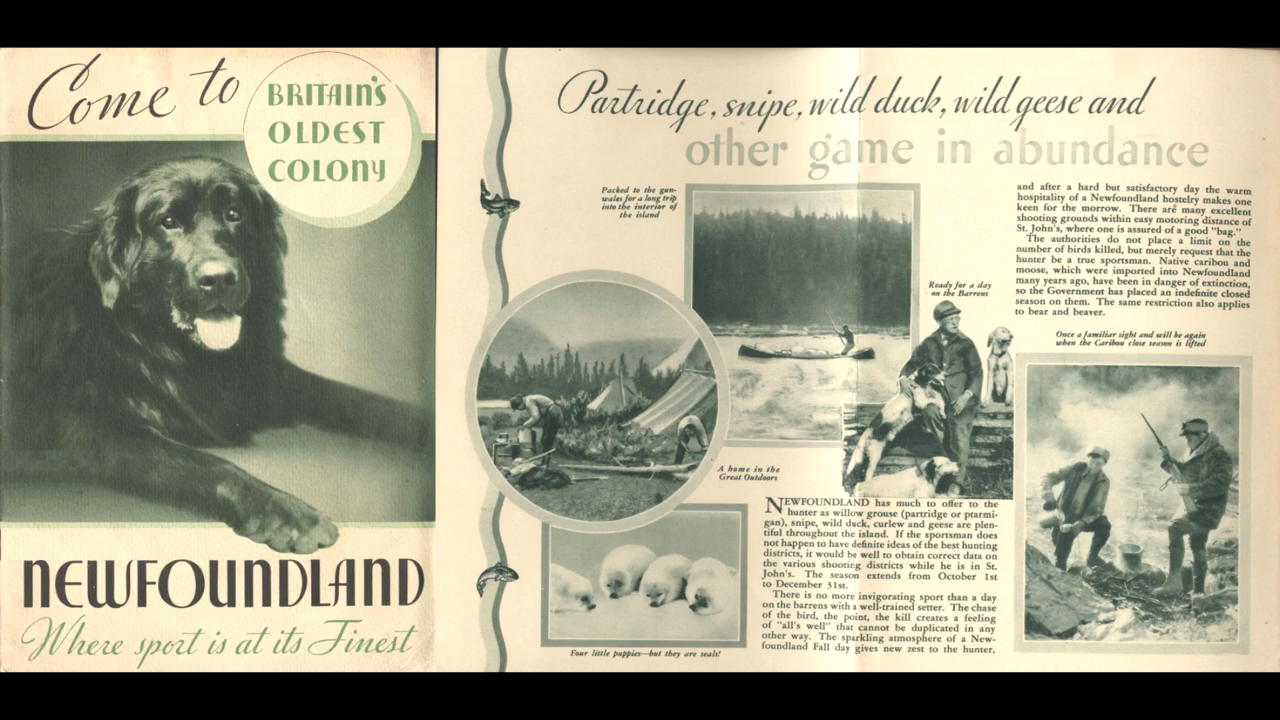 Come to
BRITAIN'S
OLDEST
COLONY
NEWFOUNDLAND
Where sport is at its Finest
Partridge, snipe, wild duck, wild geese and
other game in abundance
Packed to the gun-
wales for a long trip
into the interior of
the island
Ready for a day
on the Barrens
A home in the
Great Outdoors
Four little puppies—but they are seals!
NEWFOUNDLAND has much to offer to the
hunter as willow grouse (partridge or ptarmi-
gan), snipe, wild duck, curlew and geese are plen-
tiful throughout the island. If the sportsman does
not happen to have definite ideas of the best hunting
districts, it would be well to obtain correct data on
the various shooting districts while he is in St.
John's. The season extends from October 1st
to December 31st.
There is no more invigorating sport than a day
on the barrens with a well-trained setter. The chase
of the bird, the point, the kill creates a feeling
of "all's well" that cannot be duplicated in any
other way. The sparkling atmosphere of a New-
foundland Fall day gives new zest to the hunter,
and after a hard but satisfactory day the warm
hospitality of a Newfoundland hostelry makes one
keen for the morrow. There are many excellent
shooting grounds within easy motoring distance of
St. John's, where one is assured of a good "bag."
The authorities do not place a limit on the
number of birds killed, but merely request that the
hunter be a true sportsman. Native caribou and
moose, which were imported into Newfoundland
many years ago, have been in danger of extinction,
so the Government has placed an indefinite closed
season on them. The same restriction also applies
to bear and beaver.
Once a familiar sight and will be again
when the Caribou close season is lifted